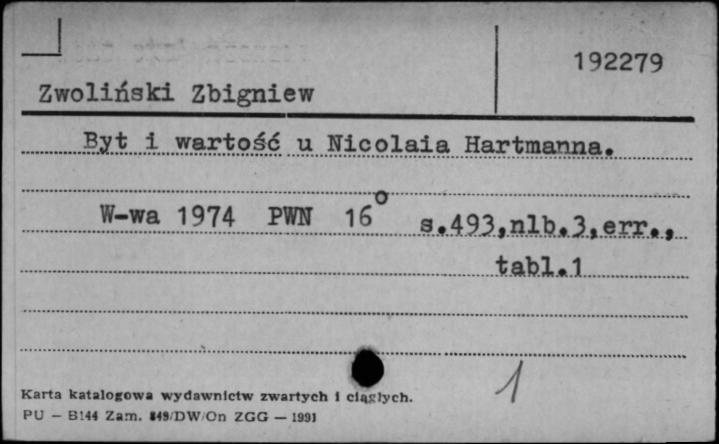 192279
Zwoliński Zbigniew
Byt i wartość u Nicolaia Hartmanna.
W-wa 1974 PWN 16° s.493,nlb.3,err.,
tabl.1
1
Karta katalogowa wydawnictw zwartych i ciągłych.
PU — B144 Zam. 849/DW/On ZGG — 1991